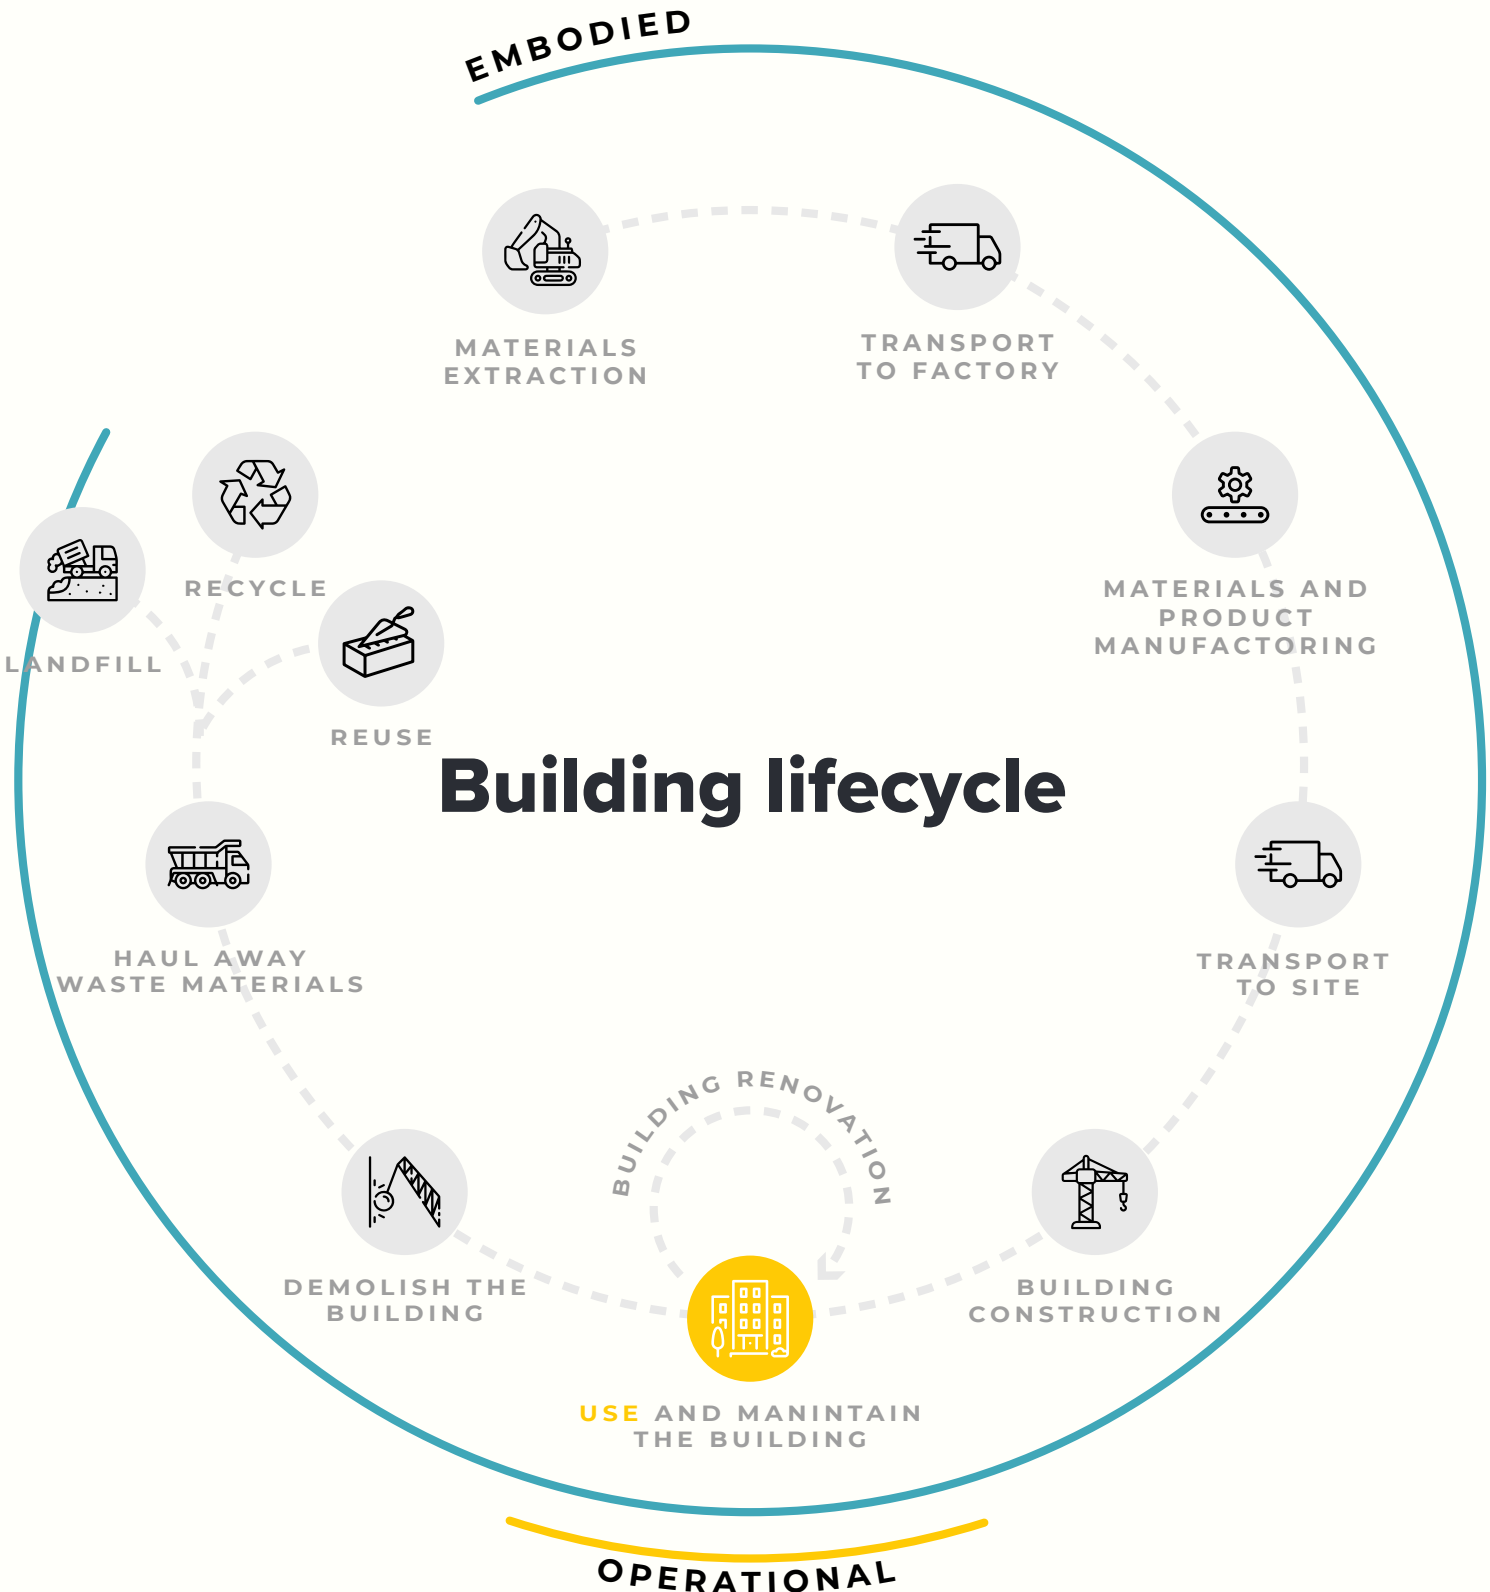 EMBODIED
MATERIALS
EXTRACTION
TRANSPORT
TO FACTORY
MATERIALS AND
PRODUCT
MANUFACTORING
TRANSPORT
TO SITE
BUILDING
CONSTRUCTION
BUILDING RENOVATION
USE AND MANINTAIN
THE BUILDING
DEMOLISH THE
BUILDING
HAUL AWAY
WASTE MATERIALS
LANDFILL
RECYCLE
REUSE
Building lifecycle
OPERATIONAL